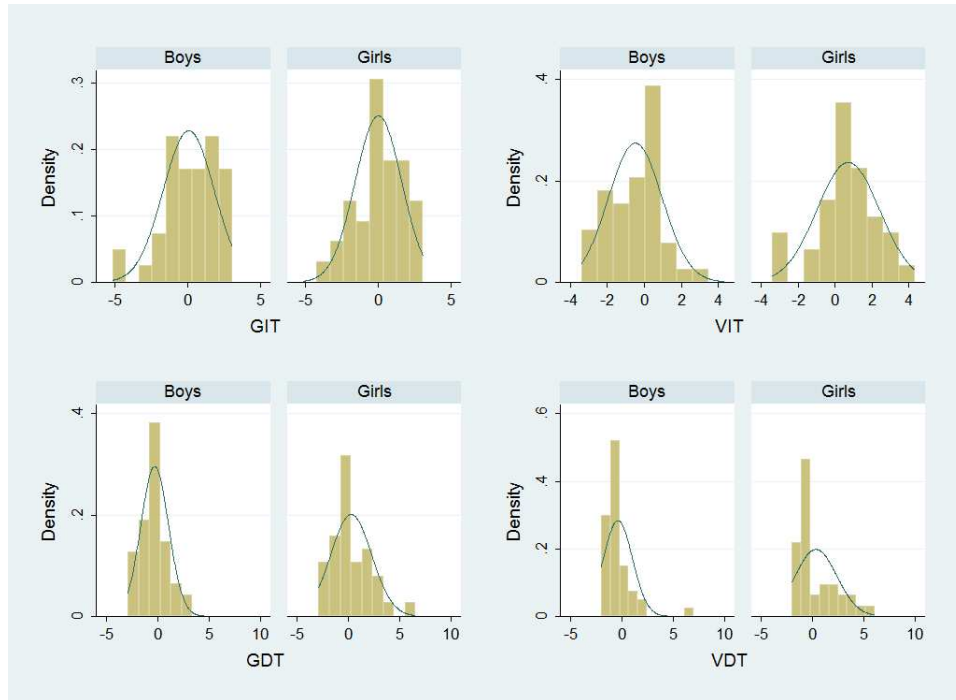 Boys Girls
Density
0 .1 .2 .3
-5 0 5 -5 0 5
GIT
Boys Girls
Density
0 .2 .4
-4 -2 0 2 4 -4 -2 0 2 4
VIT
Boys Girls
Density
0 .2 .4
-5 0 5 10 -5 0 5 10
GDT
Boys Girls
Density
0 .2 .4 .6
-5 0 5 10 -5 0 5 10
VDT